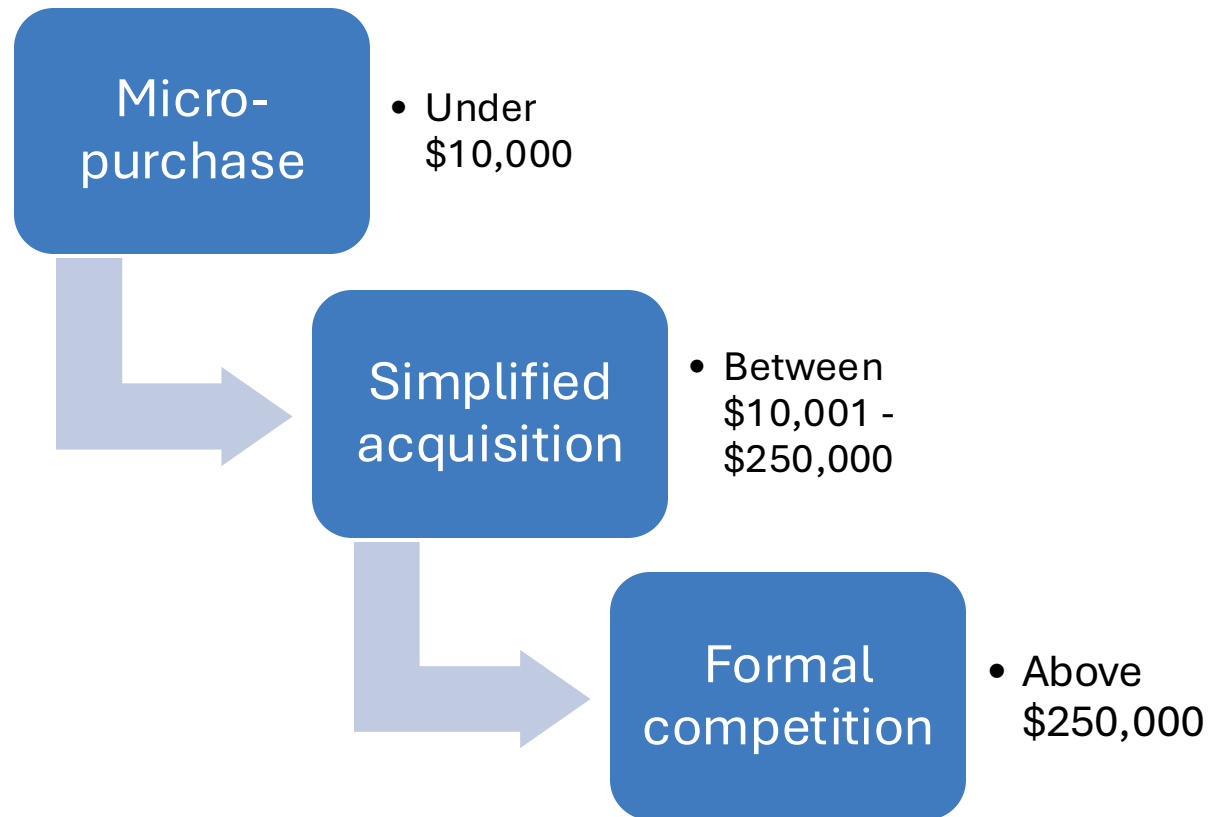 Micro-
purchase
• Under
$10,000
Simplified
acquisition
• Between
$10,001 -
$250,000
Formal
competition
• Above
$250,000